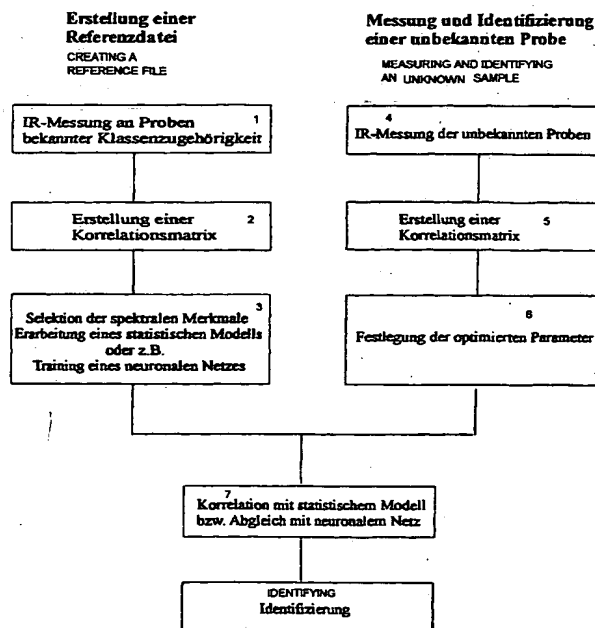 Erstellung einer
Referenzdatei
CREATING A
REFERENCE FILE
1
IR-Messung an Proben
bekannter Klassenzugehörigkeit
2
Erstellung einer
Korrelationsmatrix
3
Selektion der spektralen Merkmale
Erarbeitung eines statistischen Modells
oder z.B.
Training eines neuronalen Netzes
Messung und Identifizierung
einer unbekannten Probe
MEASURING AND IDENTIFYING
AN UNKNOWN SAMPLE
4
IR-Messung der unbekannten Proben
Erstellung einer
5
Korrelationsmatrix
6
Festlegung der optimierten Parameter
7
Korrelation mit statistischem Modell
bzw. Abgleich mit neuronalem Netz
IDENTIFYING
Identifizierung